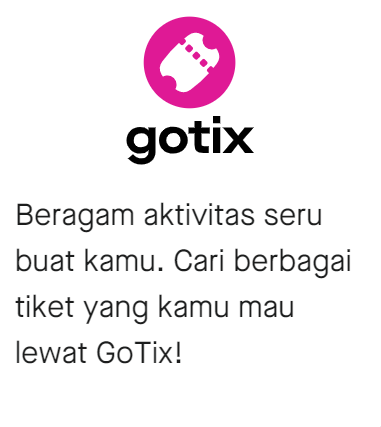 gotix
Beragam aktivitas seru
buat kamu. Cari berbagai
tiket yang kamu mau
lewat GoTix!